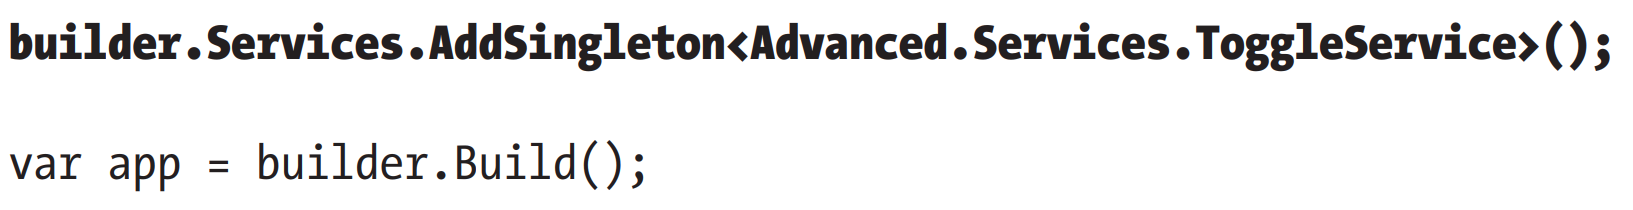 builder.Services.AddSingleton<Advanced.Services.ToggleService>();
var app = builder.Build();